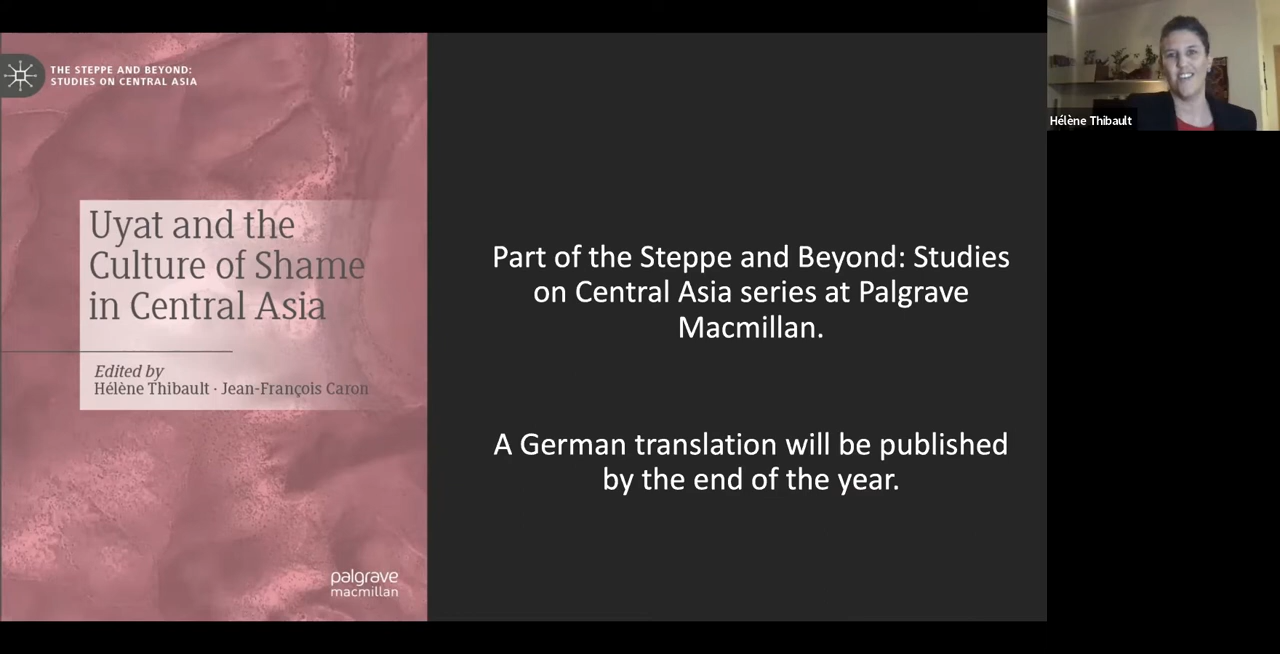 THE STEPPE AND BEYOND:
STUDIES ON CENTRAL ASIA
Uyat and the
Culture of Shame
in Central Asia
Edited by
Hélène Thibault · Jean-François Caron
palgrave
macmillan
Part of the Steppe and Beyond: Studies
on Central Asia series at Palgrave
Macmillan.
A German translation will be published
by the end of the year.
Hélène Thibault